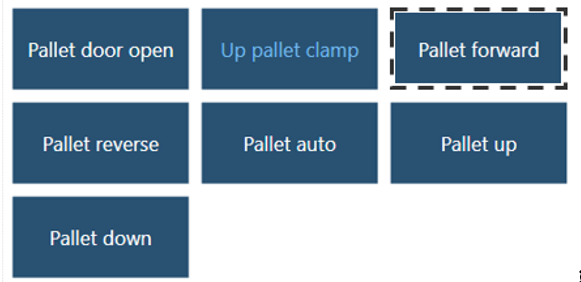 Pallet door open
Up pallet clamp
Pallet forward
Pallet reverse
Pallet auto
Pallet up
Pallet down